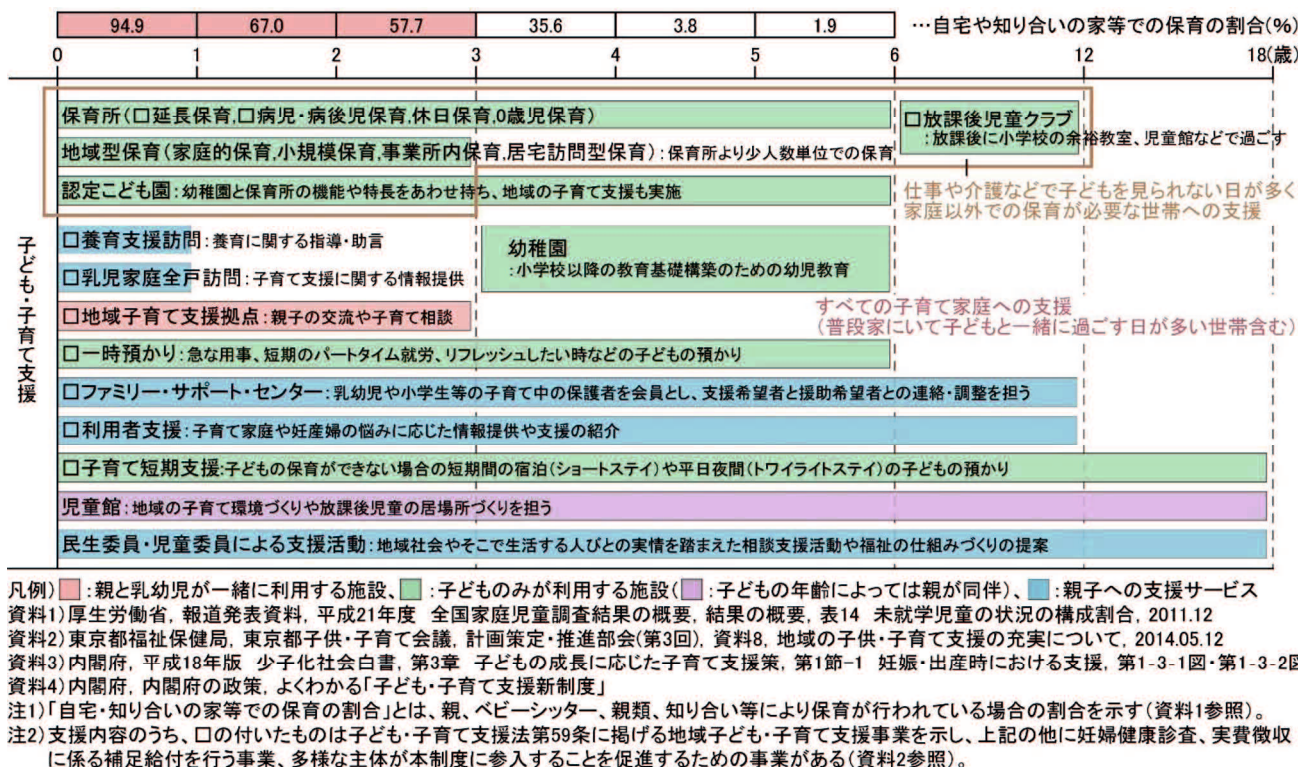 94.9 67.0 57.7 35.6 3.8 1.9 …自宅や知り合いの家等での保育の割合(%)
0 1 2 3 4 5 6 12 18(歳)
子ども・子育て支援
保育所(□延長保育,□病児・病後児保育,休日保育,0歳児保育)
□放課後児童クラブ
:放課後に小学校の余裕教室、児童館などで過ごす
地域型保育(家庭的保育,小規模保育,事業所内保育,居宅訪問型保育):保育所より少人数単位での保育
認定こども園:幼稚園と保育所の機能や特長をあわせ持ち、地域の子育て支援も実施
仕事や介護などで子どもを見られない日が多く
家庭以外での保育が必要な世帯への支援
□養育支援訪問:養育に関する指導・助言
幼稚園
:小学校以降の教育基礎構築のための幼児教育
□乳児家庭全戸訪問:子育て支援に関する情報提供
すべての子育て家庭への支援
(普段家にいて子どもと一緒に過ごす日が多い世帯含む)
□地域子育て支援拠点:親子の交流や子育て相談
□一時預かり:急な用事、短期のパートタイム就労、リフレッシュしたい時などの子どもの預かり
□ファミリー・サポート・センター:乳幼児や小学生等の子育て中の保護者を会員とし、支援希望者と援助希望者との連絡・調整を担う
□利用者支援:子育て家庭や妊産婦の悩みに応じた情報提供や支援の紹介
□子育て短期支援:子どもの保育ができない場合の短期間の宿泊(ショートステイ)や平日夜間(トワイライトステイ)の子どもの預かり
児童館:地域の子育て環境づくりや放課後児童の居場所づくりを担う
民生委員・児童委員による支援活動:地域社会やそこで生活する人びとの実情を踏まえた相談支援活動や福祉の仕組みづくりの提案
凡例) :親と乳幼児が一緒に利用する施設、 :子どものみが利用する施設( :子どもの年齢によっては親が同伴)、 :親子への支援サービス
資料1)厚生労働省, 報道発表資料, 平成21年度 全国家庭児童調査結果の概要, 結果の概要, 表14 未就学児童の状況の構成割合, 2011.12
資料2)東京都福祉保健局, 東京都子供・子育て会議, 計画策定・推進部会(第3回), 資料8, 地域の子供・子育て支援の充実について, 2014.05.12
資料3)内閣府, 平成18年版 少子化社会白書, 第3章 子どもの成長に応じた子育て支援策, 第1節-1 妊娠・出産時における支援, 第1-3-1図・第1-3-2図
資料4)内閣府, 内閣府の政策, よくわかる「子ども・子育て支援新制度」
注1)「自宅・知り合いの家等での保育の割合」とは、親、ベビーシッター、親類、知り合い等により保育が行われている場合の割合を示す(資料1参照)。
注2)支援内容のうち、□の付いたものは子ども・子育て支援法第59条に掲げる地域子ども・子育て支援事業を示し、上記の他に妊婦健康診査、実費徴収
に係る補足給付を行う事業、多様な主体が本制度に参入することを促進するための事業がある(資料2参照)。